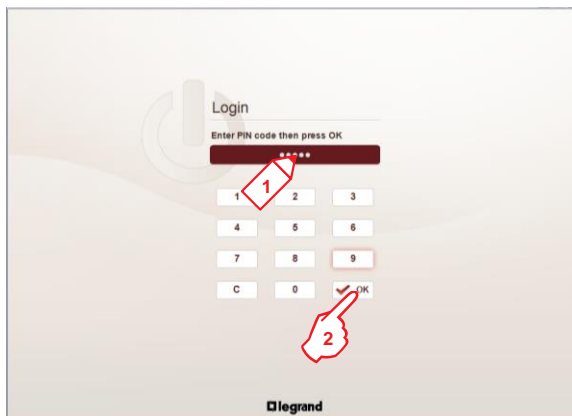 Login
Enter PIN code then press OK
•••••
1
1 2 3
4 5 6
7 8 9
C 0 OK
2
legrand